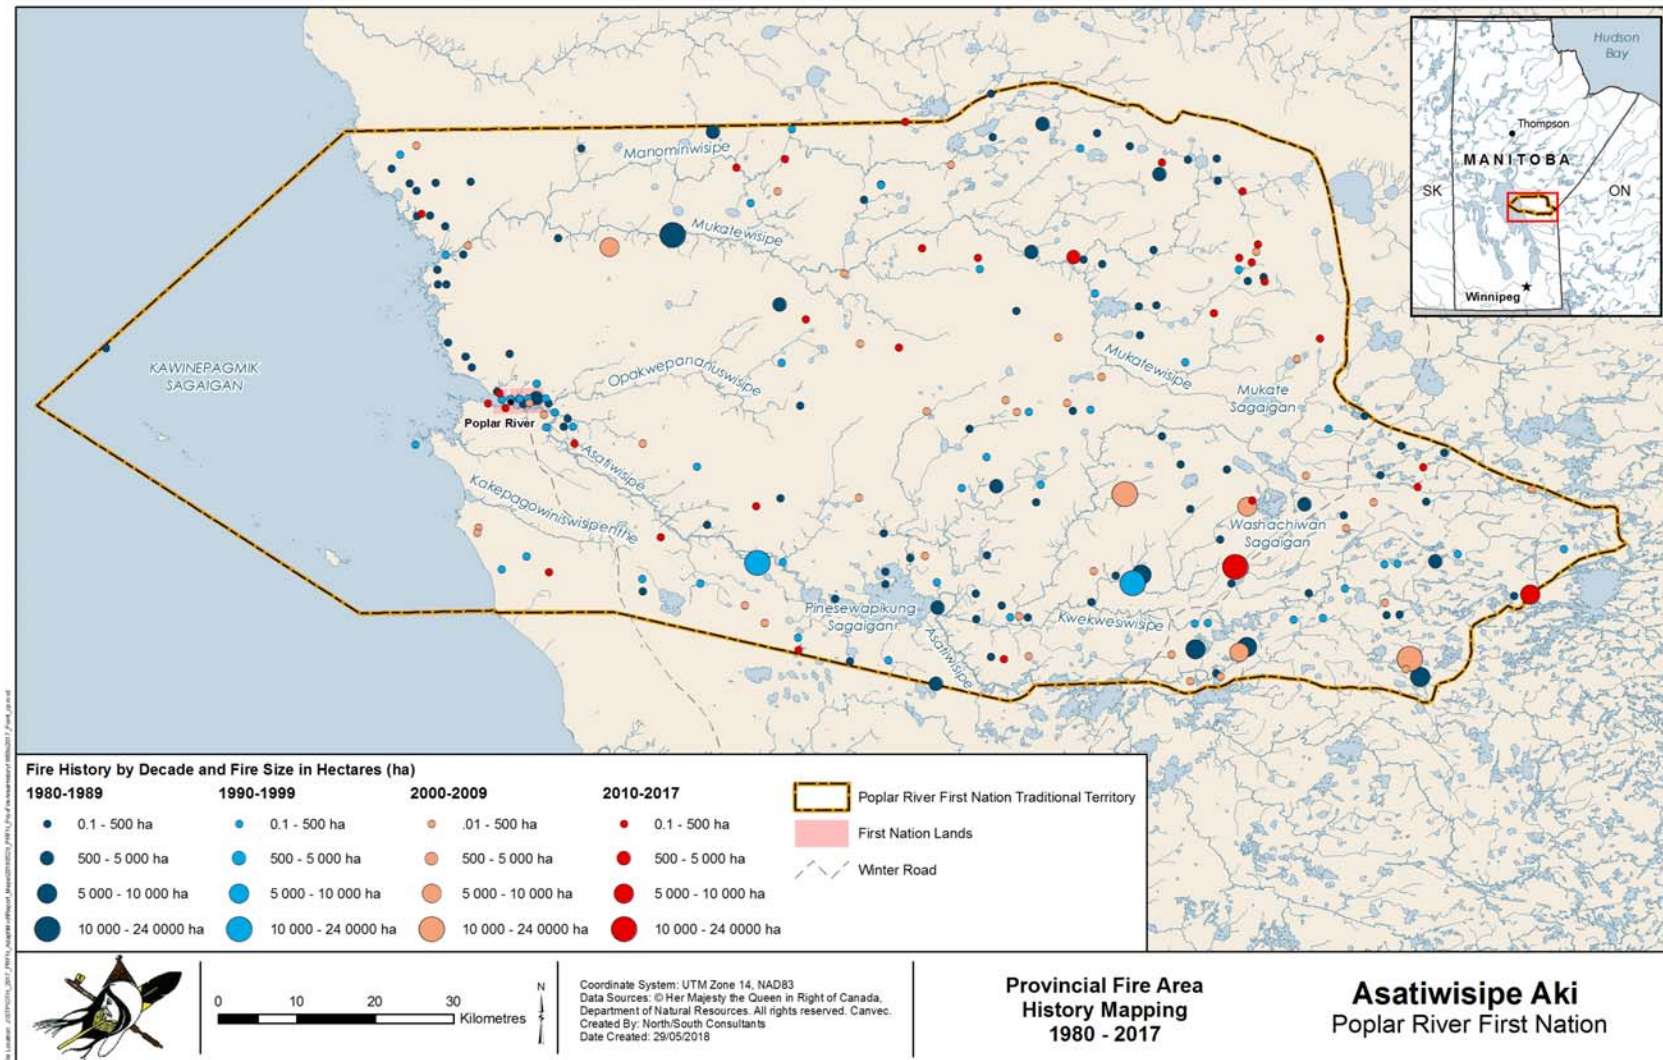 Hudson
Bay
Thompson
MANITOBA
SK
ON
Winnipeg
Manominwisipe
Mukatewisipe
KAWINEPAGMIK
SAGAIGAN
Opakwepananuswisipe
Mukatewisipe
Mukate
Sagaigan
Poplar River
Asatiwisipe
Kakepagowiniswisipenthe
Washachiwan
Sagaigan
Pinesewapikung
Sagaigan
Asatiwisipe
Kwekwesiwisipe
Fire History by Decade and Fire Size in Hectares (ha)
1980-1989 1990-1999 2000-2009 2010-2017
0.1 - 500 ha 0.1 - 500 ha .01 - 500 ha 0.1 - 500 ha
500 - 5 000 ha 500 - 5 000 ha 500 - 5 000 ha 500 - 5 000 ha
5 000 - 10 000 ha 5 000 - 10 000 ha 5 000 - 10 000 ha 5 000 - 10 000 ha
10 000 - 24 0000 ha 10 000 - 24 0000 ha 10 000 - 24 0000 ha 10 000 - 24 0000 ha
Poplar River First Nation Traditional Territory
First Nation Lands
Winter Road
0 10 20 30
Kilometres
N
Coordinate System: UTM Zone 14, NAD83
Data Sources: © Her Majesty the Queen in Right of Canada,
Department of Natural Resources. All rights reserved. Canvec.
Created By: North/South Consultants
Date Created: 29/05/2018
Provincial Fire Area
History Mapping
1980 - 2017
Asatiwisipe Aki
Poplar River First Nation